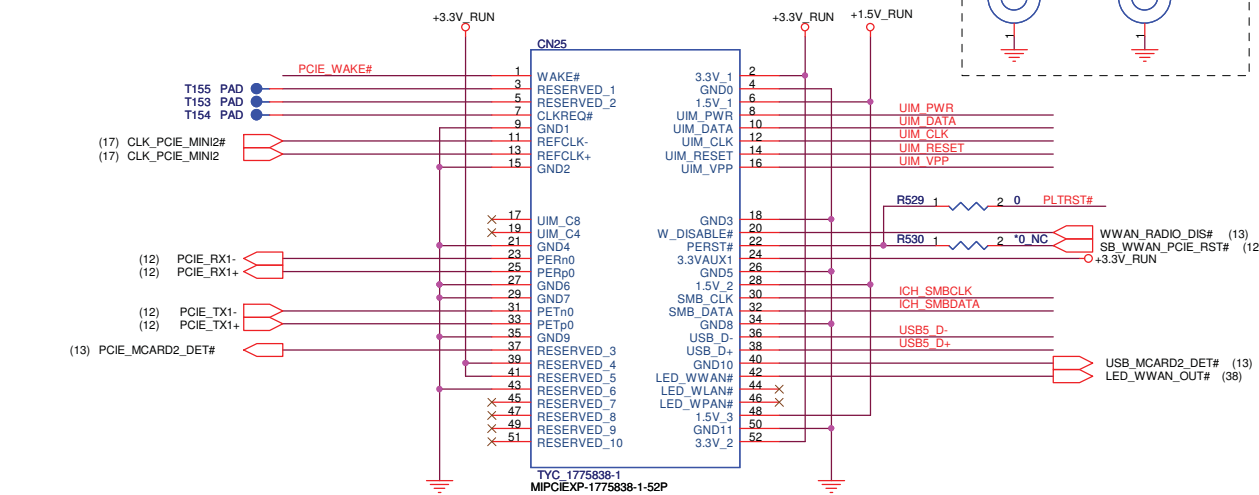 +3.3V_RUN +3.3V_RUN +1.5V_RUN
1 1
CN25
PCIE_WAKE# 1 WAKE# 3.3V_1 2
T155 PAD 3 RESERVED_1 GND0 4
T153 PAD 5 RESERVED_2 1.5V_1 6
T154 PAD 7 CLKREQ# UIM_PWR 8 UIM_PWR
9 GND1 UIM_DATA 10 UIM_DATA
(17) CLK_PCIE_MINI2# 11 REFCLK- UIM_CLK 12 UIM_CLK
(17) CLK_PCIE_MINI2 13 REFCLK+ UIM_RESET 14 UIM_RESET
15 GND2 UIM_VPP 16 UIM_VPP
R529 1 2 0 PLTRST#
17 UIM_C8 GND3 18
19 UIM_C4 W_DISABLE# 20 WWAN_RADIO_DIS# (13)
21 GND4 PERST# 22 R530 1 2 *0_NC SB_WWAN_PCIE_RST# (12
(12) PCIE_RX1- 23 PERn0 3.3VAUX1 24 +3.3V_RUN
(12) PCIE_RX1+ 25 PERp0 GND5 26
27 GND6 1.5V_2 28
29 GND7 SMB_CLK 30 ICH_SMBCLK
(12) PCIE_TX1- 31 PETn0 SMB_DATA 32 ICH_SMBDATA
(12) PCIE_TX1+ 33 PETp0 GND8 34
35 GND9 USB_D- 36 USB5_D-
(13) PCIE_MCARD2_DET# 37 RESERVED_3 USB_D+ 38 USB5_D+
39 RESERVED_4 GND10 40 USB_MCARD2_DET# (13)
41 RESERVED_5 LED_WWAN# 42 LED_WWAN_OUT# (38)
43 RESERVED_6 LED_WLAN# 44
45 RESERVED_7 LED_WPAN# 46
47 RESERVED_8 1.5V_3 48
49 RESERVED_9 GND11 50
51 RESERVED_10 3.3V_2 52
TYC_1775838-1
MIPCIEXP-1775838-1-52P